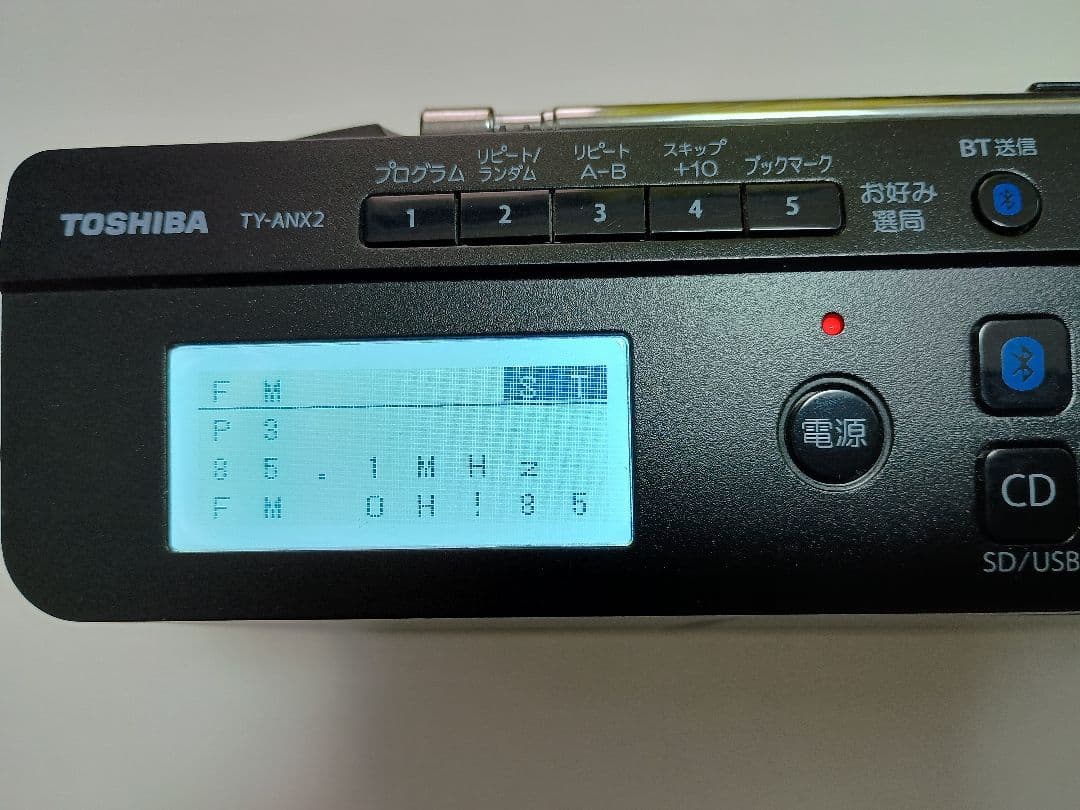 プログラム
リピート/
ランダム
リピート
A-B
スキップ
+10
ブックマーク
BT送信
TOSHIBA TY-ANX2
1 2 3 4 5
お好み
選局
FM ST
P3
85.1MHz
FM OH!85
電源
CD
SD/USB